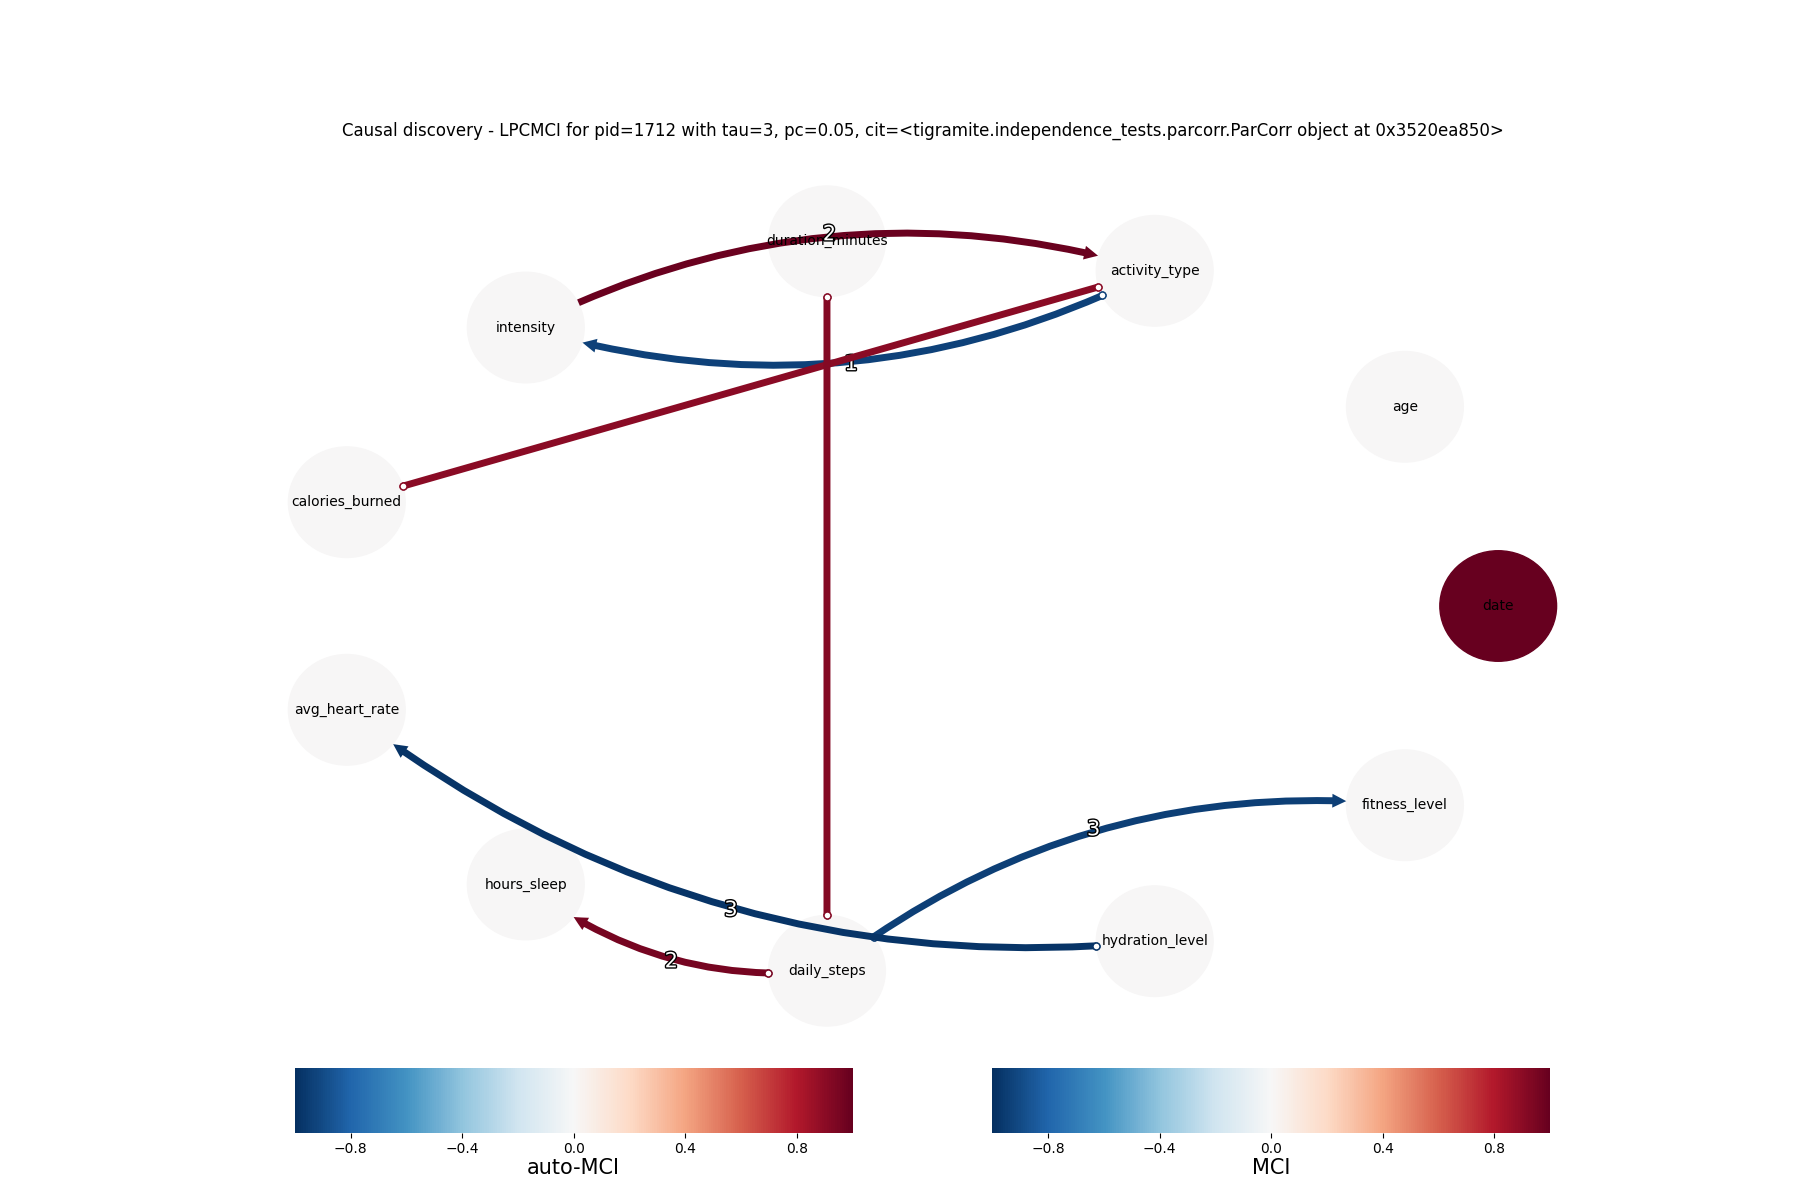 Causal discovery - LPCMCI for pid=1712 with tau=3, pc=0.05, cit=<tigramite.independence_tests.parcorr.ParCorr object at 0x3520ea850>
2
duration_minutes
activity_type
intensity
1
age
calories_burned
date
avg_heart_rate
fitness_level
3
hours_sleep
3
hydration_level
2
daily_steps
−0.8 −0.4 0.0 0.4 0.8
auto-MCI
−0.8 −0.4 0.0 0.4 0.8
MCI